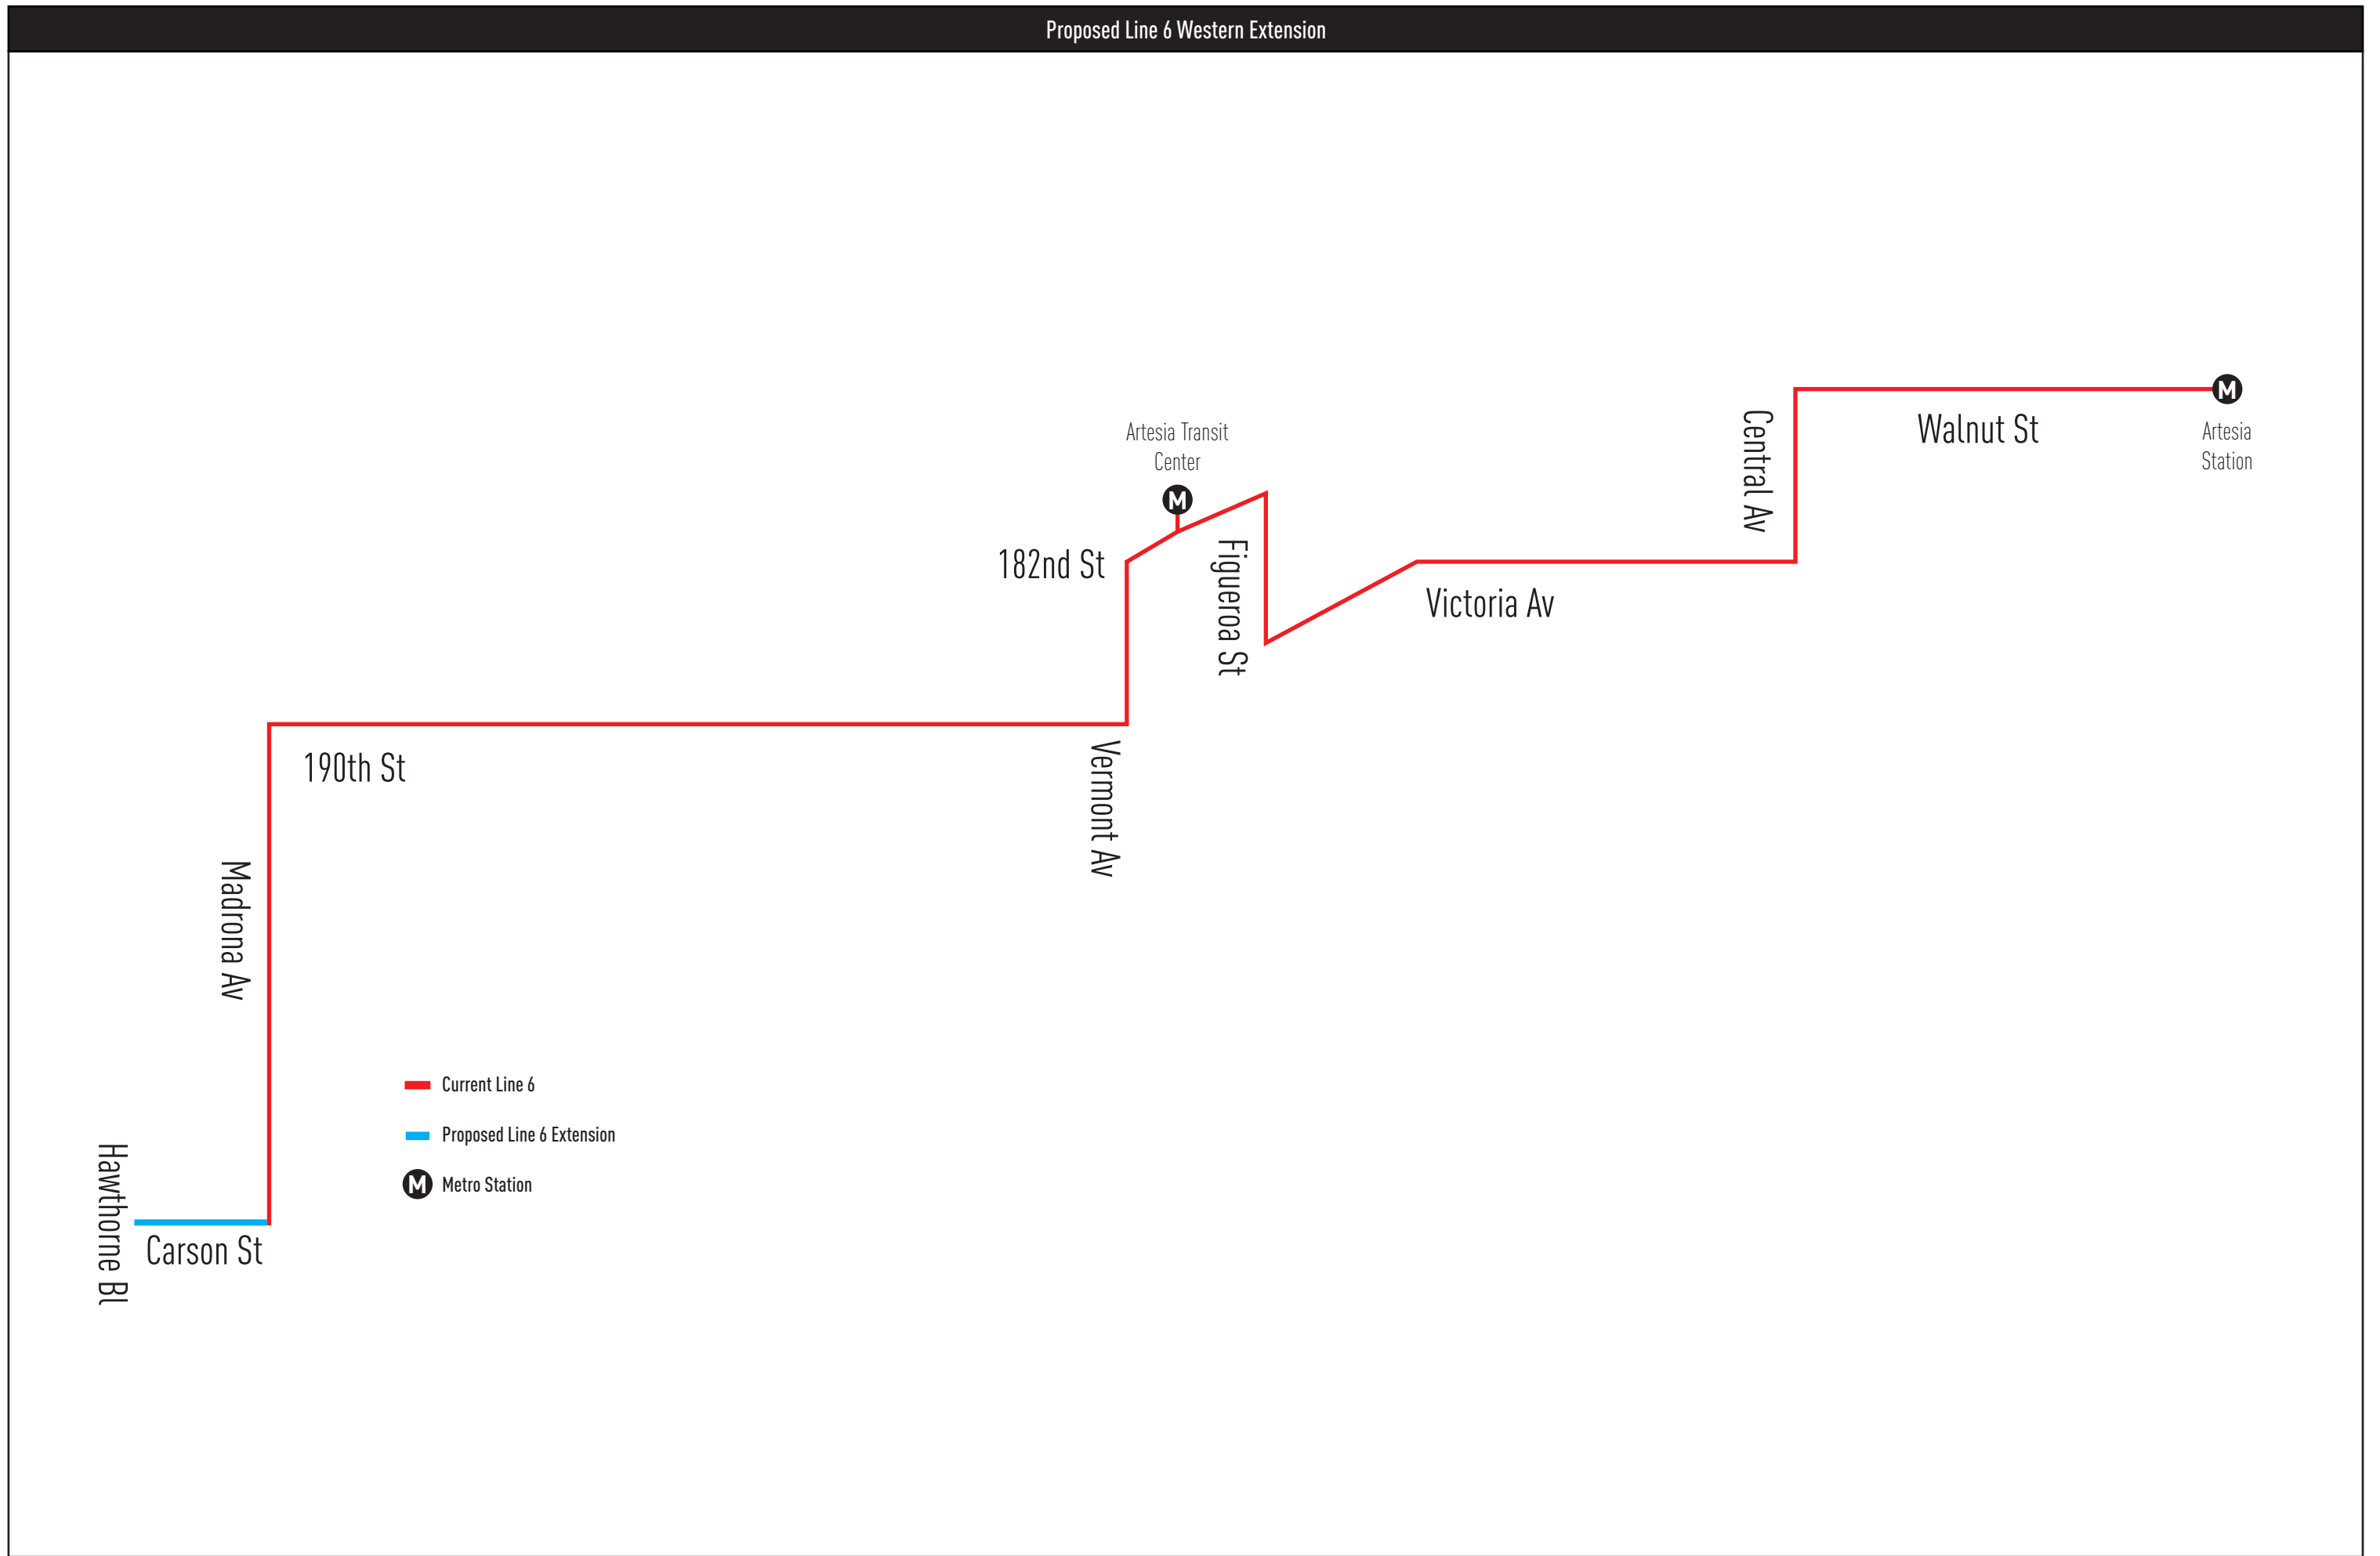 Proposed Line 6 Western Extension
M
Artesia
Station
Walnut St
Central Av
Artesia Transit
Center
M
182nd St
Figueroa St
Victoria Av
190th St
Vermont Av
Madrona Av
Current Line 6
Proposed Line 6 Extension
M Metro Station
Hawthorne Bl
Carson St